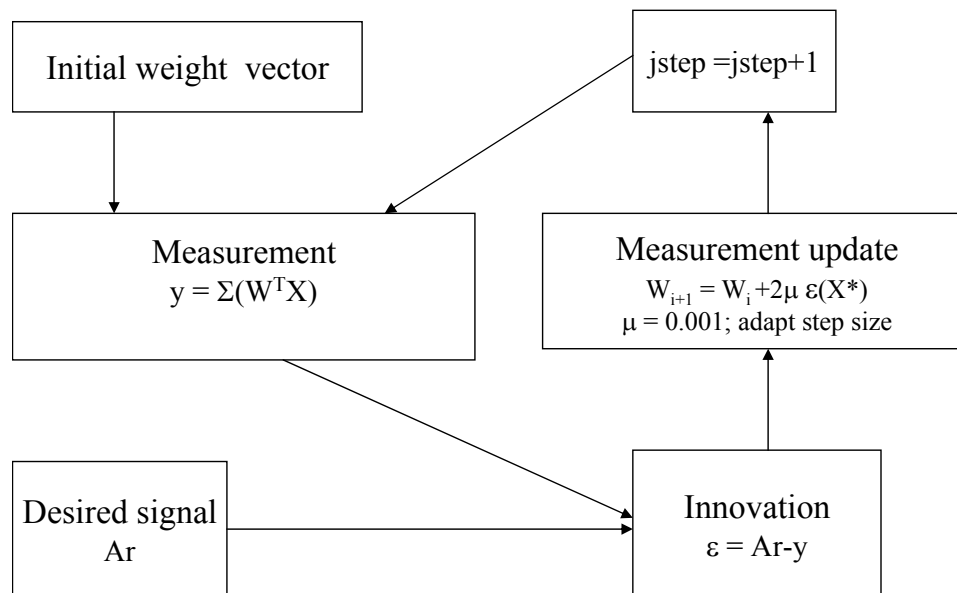 Initial weight vector
jstep =jstep+1
Measurement
y = Σ(WᵀX)
Measurement update
Wᵢ₊₁ = Wᵢ +2μ ε(X*)
μ = 0.001; adapt step size
Desired signal
Ar
Innovation
ε = Ar-y